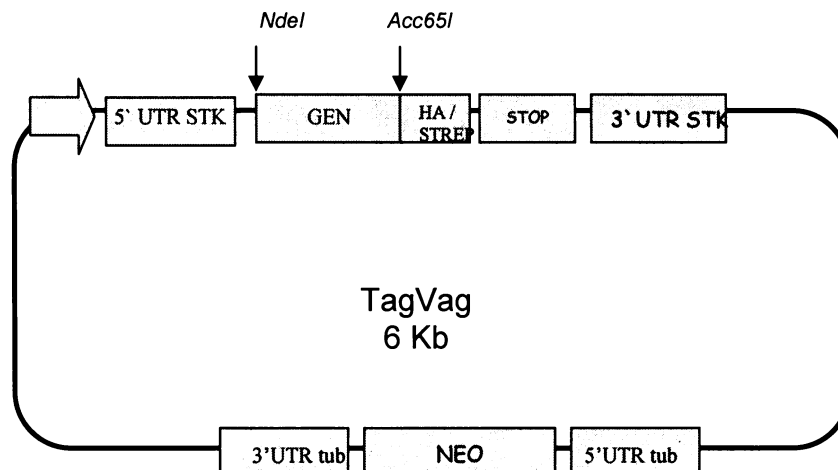 NdeI
Acc65I
5` UTR STK
GEN
HA /
STREP
STOP
3` UTR STK
TagVag
6 Kb
3'UTR tub
NEO
5'UTR tub